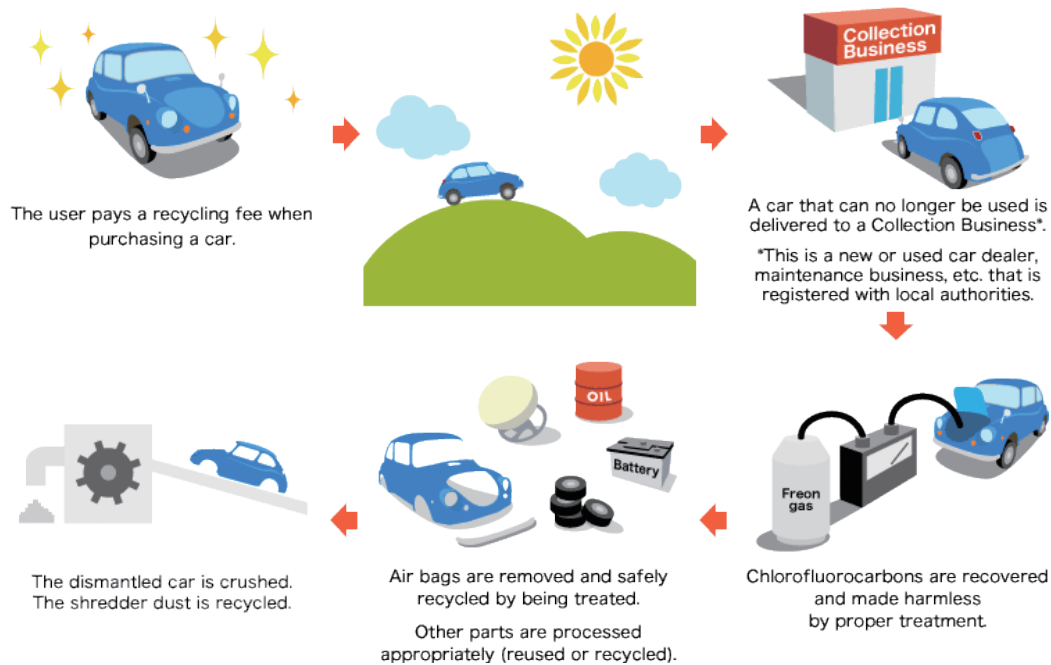 The user pays a recycling fee when
purchasing a car.
Collection
Business
A car that can no longer be used is
delivered to a Collection Business*.
*This is a new or used car dealer,
maintenance business, etc. that is
registered with local authorities.
Freon
gas
Chlorofluorocarbons are recovered
and made harmless
by proper treatment.
OIL
Battery
Air bags are removed and safely
recycled by being treated.
Other parts are processed
appropriately (reused or recycled).
The dismantled car is crushed.
The shredder dust is recycled.